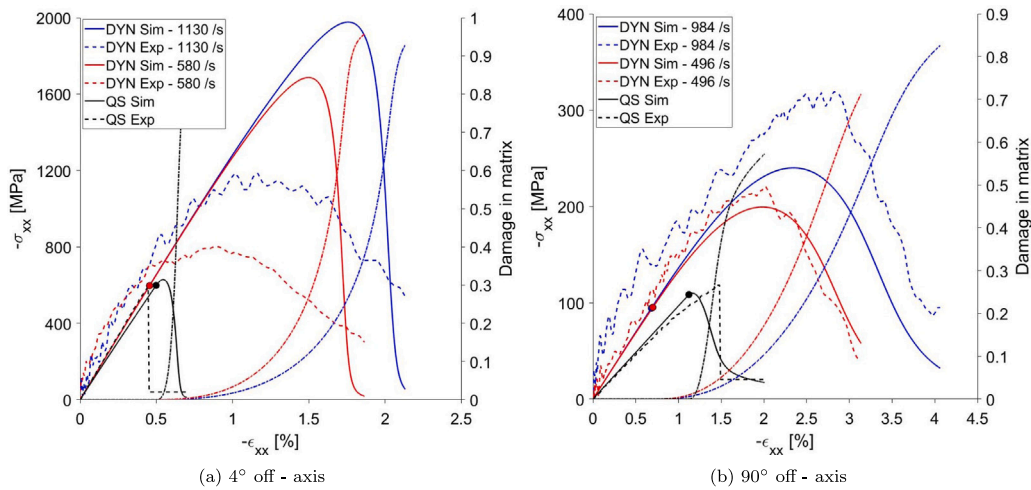 2000
1600
1200
800
400
0
-σxx [MPa]
DYN Sim - 1130 /s
DYN Exp - 1130 /s
DYN Sim - 580 /s
DYN Exp - 580 /s
QS Sim
QS Exp
1
0.9
0.8
0.7
0.6
0.5
0.4
0.3
0.2
0.1
0
Damage in matrix
0 0.5 1 1.5 2 2.5
-ϵxx [%]
(a) 4° off - axis
400
300
200
100
0
-σxx [MPa]
DYN Sim - 984 /s
DYN Exp - 984 /s
DYN Sim - 496 /s
DYN Exp - 496 /s
QS Sim
QS Exp
0.9
0.8
0.7
0.6
0.5
0.4
0.3
0.2
0.1
0
Damage in matrix
0 0.5 1 1.5 2 2.5 3 3.5 4 4.5
-ϵxx [%]
(b) 90° off - axis